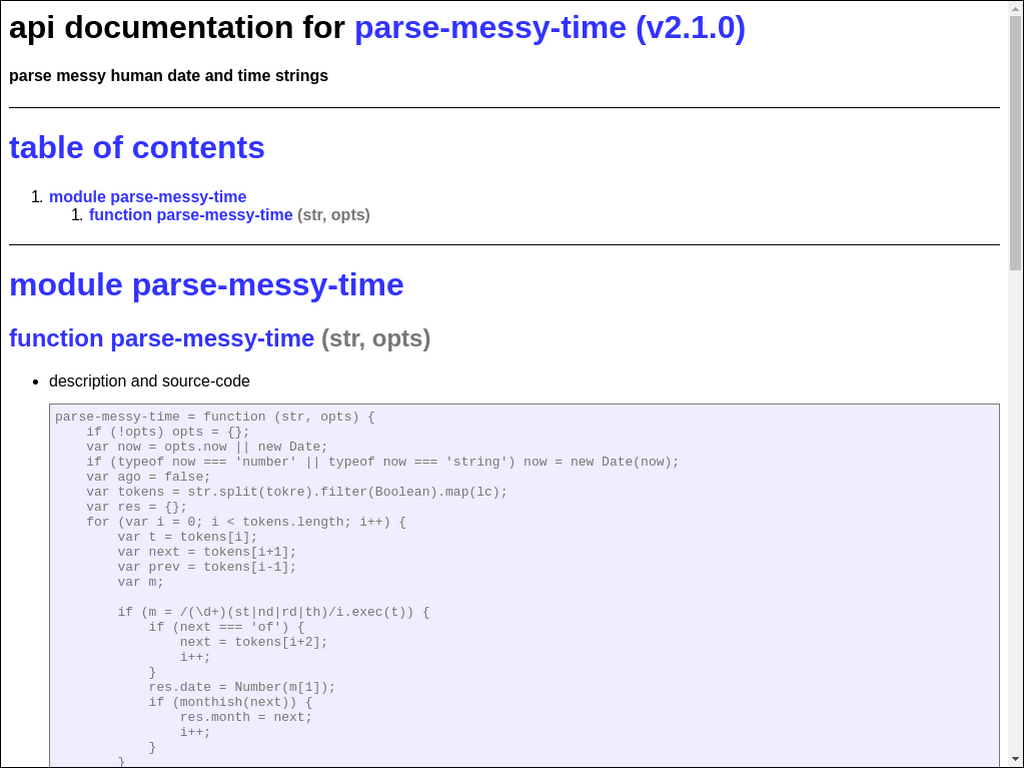 api documentation for parse-messy-time (v2.1.0)
parse messy human date and time strings
table of contents
1. module parse-messy-time
1. function parse-messy-time (str, opts)
module parse-messy-time
function parse-messy-time (str, opts)
• description and source-code
parse-messy-time = function (str, opts) {
    if (!opts) opts = {};
    var now = opts.now || new Date;
    if (typeof now === 'number' || typeof now === 'string') now = new Date(now);
    var ago = false;
    var tokens = str.split(tokre).filter(Boolean).map(lc);
    var res = {};
    for (var i = 0; i < tokens.length; i++) {
        var t = tokens[i];
        var next = tokens[i+1];
        var prev = tokens[i-1];
        var m;
        if (m = /(\d+)(st|nd|rd|th)/i.exec(t)) {
            if (next === 'of') {
                next = tokens[i+2];
                i++;
            }
            res.date = Number(m[1]);
            if (monthish(next)) {
                res.month = next;
                i++;
            }
        }